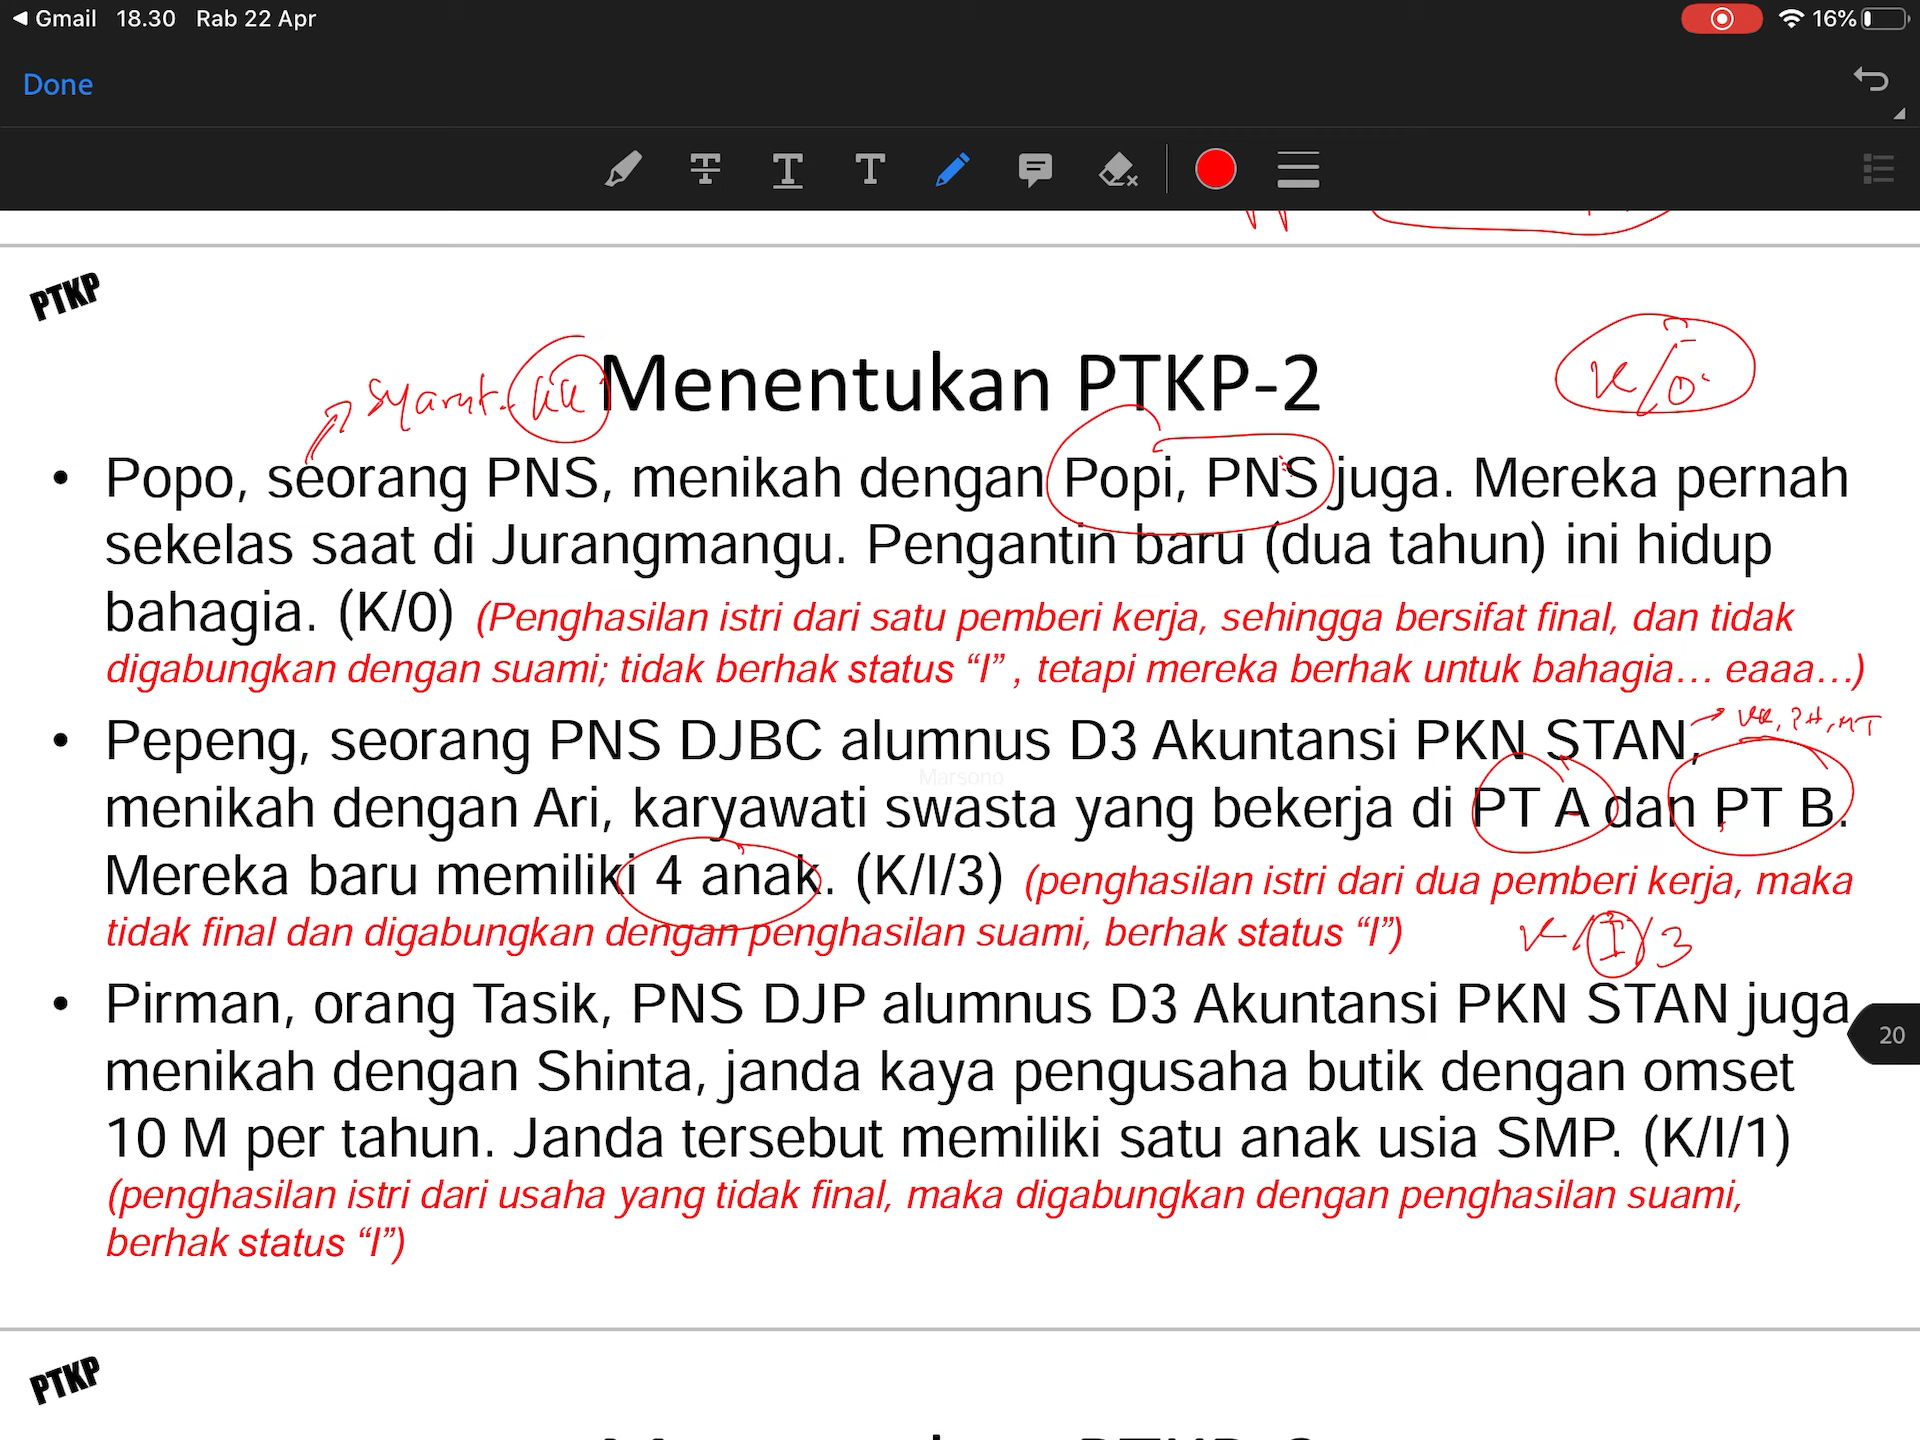 ◀ Gmail 18.30 Rab 22 Apr 16%
Done
PTKP
syarat KK Menentukan PTKP-2 K/0
• Popo, seorang PNS, menikah dengan Popi, PNS juga. Mereka pernah
sekelas saat di Jurangmangu. Pengantin baru (dua tahun) ini hidup
bahagia. (K/0) (Penghasilan istri dari satu pemberi kerja, sehingga bersifat final, dan tidak
digabungkan dengan suami; tidak berhak status “I” , tetapi mereka berhak untuk bahagia… eaaa…)
• Pepeng, seorang PNS DJBC alumnus D3 Akuntansi PKN STAN, KK, PH, MT
Marsono
menikah dengan Ari, karyawati swasta yang bekerja di PT A dan PT B.
Mereka baru memiliki 4 anak. (K/I/3) (penghasilan istri dari dua pemberi kerja, maka
tidak final dan digabungkan dengan penghasilan suami, berhak status “I”) K/I/3
• Pirman, orang Tasik, PNS DJP alumnus D3 Akuntansi PKN STAN juga
menikah dengan Shinta, janda kaya pengusaha butik dengan omset
10 M per tahun. Janda tersebut memiliki satu anak usia SMP. (K/I/1)
(penghasilan istri dari usaha yang tidak final, maka digabungkan dengan penghasilan suami,
berhak status “I”)
20
PTKP